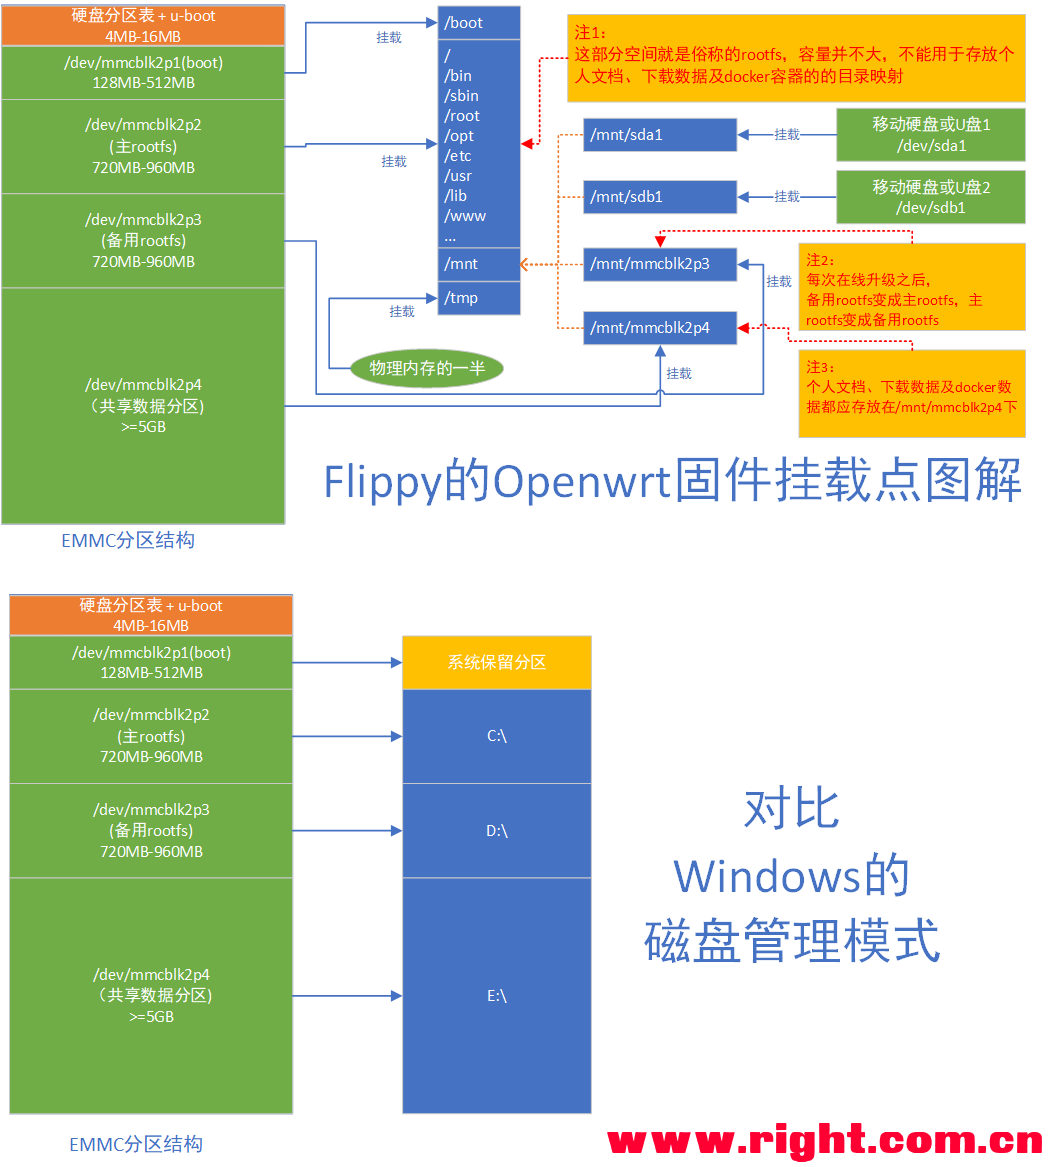 硬盘分区表 + u-boot
4MB-16MB
/dev/mmcblk2p1(boot)
128MB-512MB
/dev/mmcblk2p2
(主rootfs)
720MB-960MB
/dev/mmcblk2p3
(备用rootfs)
720MB-960MB
/dev/mmcblk2p4
（共享数据分区)
>=5GB
EMMC分区结构
挂载
挂载
挂载
物理内存的一半
/boot
/
/bin
/sbin
/root
/opt
/etc
/usr
/lib
/www
...
/mnt
/tmp
注1：
这部分空间就是俗称的rootfs，容量并不大，不能用于存放个
人文档、下载数据及docker容器的的目录映射
/mnt/sda1
挂载
移动硬盘或U盘1
/dev/sda1
/mnt/sdb1
挂载
移动硬盘或U盘2
/dev/sdb1
/mnt/mmcblk2p3
挂载
注2：
每次在线升级之后，
备用rootfs变成主rootfs，主
rootfs变成备用rootfs
/mnt/mmcblk2p4
挂载
注3：
个人文档、下载数据及docker数
据都应存放在/mnt/mmcblk2p4下
Flippy的Openwrt固件挂载点图解
硬盘分区表 + u-boot
4MB-16MB
/dev/mmcblk2p1(boot)
128MB-512MB
/dev/mmcblk2p2
(主rootfs)
720MB-960MB
/dev/mmcblk2p3
(备用rootfs)
720MB-960MB
/dev/mmcblk2p4
（共享数据分区)
>=5GB
EMMC分区结构
系统保留分区
C:\
D:\
E:\
对比
Windows的
磁盘管理模式
www.right.com.cn